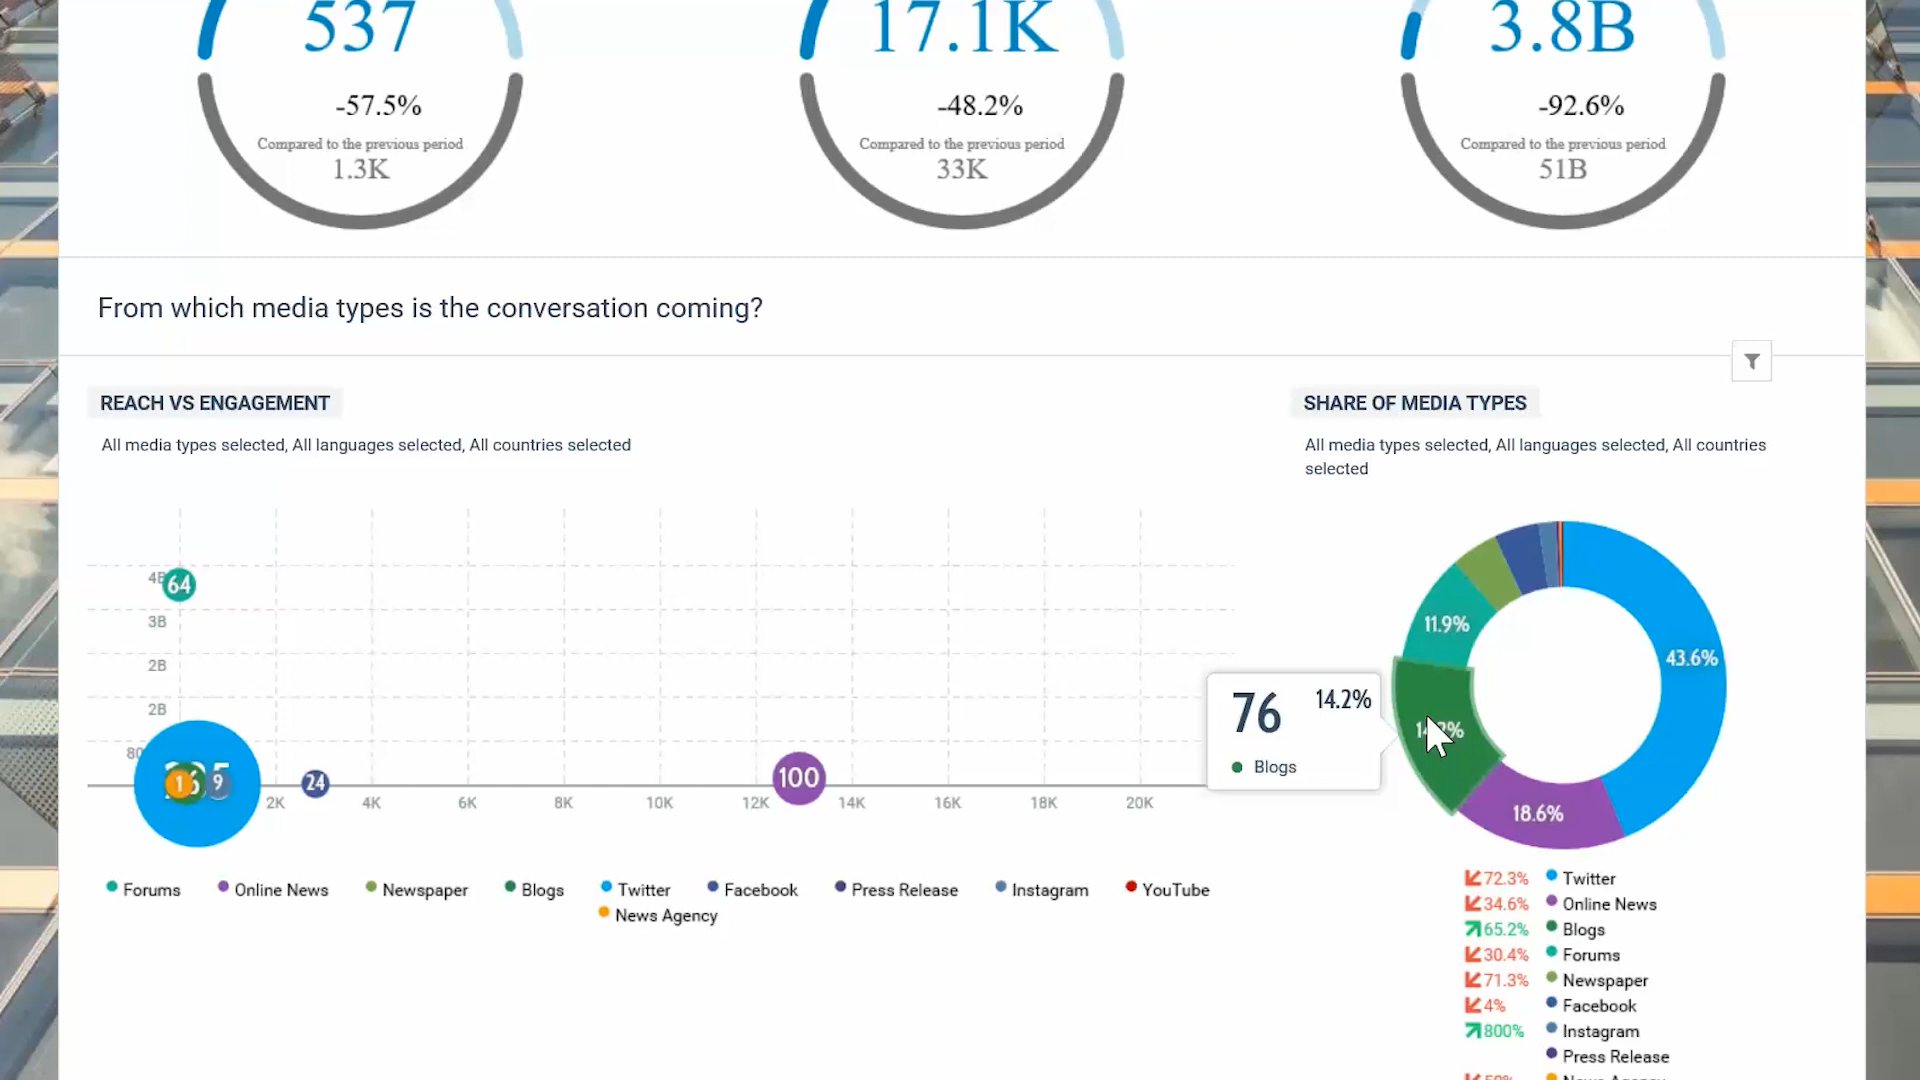 537
17.1K
3.8B
-57.5%
-48.2%
-92.6%
Compared to the previous period
Compared to the previous period
Compared to the previous period
1.3K
33K
51B
From which media types is the conversation coming?
REACH VS ENGAGEMENT
All media types selected, All languages selected, All countries selected
4B
64
3B
2B
2B
80
1
9
24
100
2K
4K
6K
8K
10K
12K
14K
16K
18K
20K
Forums
Online News
Newspaper
Blogs
Twitter
Facebook
Press Release
Instagram
YouTube
News Agency
SHARE OF MEDIA TYPES
All media types selected, All languages selected, All countries
selected
11.9%
43.6%
18.6%
76
14.2%
Blogs
72.3% Twitter
34.6% Online News
65.2% Blogs
30.4% Forums
71.3% Newspaper
4% Facebook
800% Instagram
Press Release